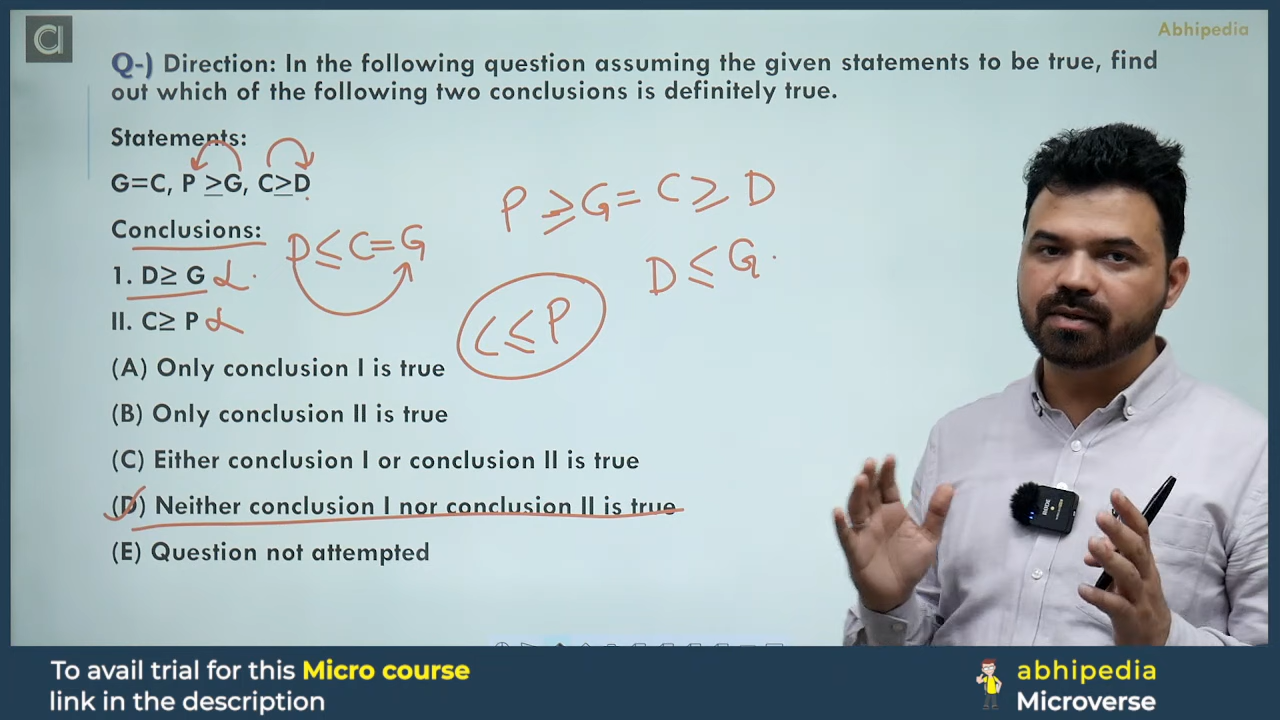 Abhipedia
Q-) Direction: In the following question assuming the given statements to be true, find
out which of the following two conclusions is definitely true.
Statements:
G=C, P ≥G, C≥D
P ≥ G = C ≥ D
Conclusions:
D ≤ C = G
1. D≥ G
D ≤ G
II. C≥ P
C ≤ P
(A) Only conclusion I is true
(B) Only conclusion II is true
(C) Either conclusion I or conclusion II is true
(D) Neither conclusion I nor conclusion II is true
(E) Question not attempted
To avail trial for this Micro course
link in the description
abhipedia
Microverse